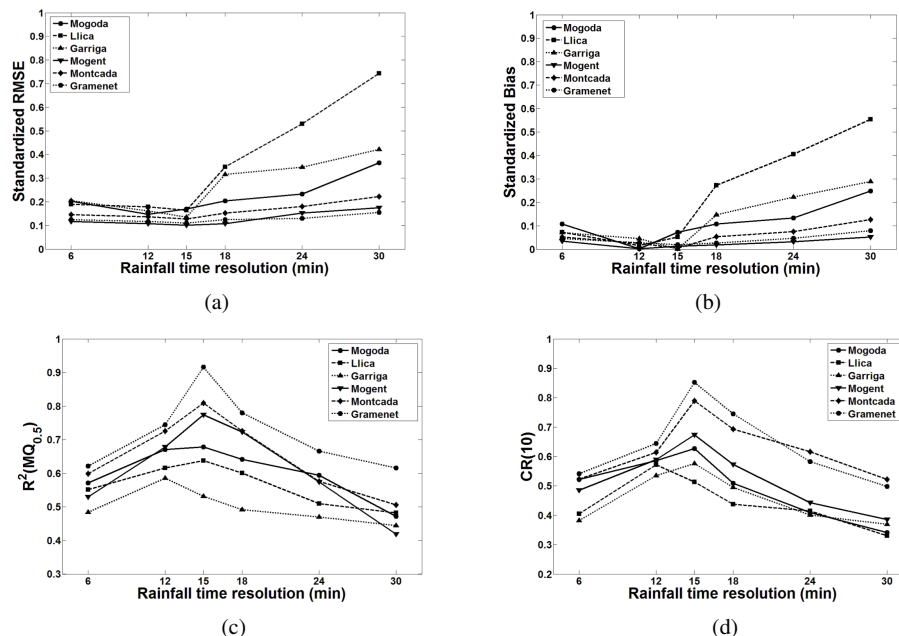 1
0.9
0.8
0.7
0.6
0.5
0.4
0.3
0.2
0.1
0
Standardized RMSE
Mogoda
Llica
Garriga
Mogent
Montcada
Gramenet
6 12 15 18 24 30
Rainfall time resolution (min)
(a)
1
0.9
0.8
0.7
0.6
0.5
0.4
0.3
0.2
0.1
0
Standardized Bias
Mogoda
Llica
Garriga
Mogent
Montcada
Gramenet
6 12 15 18 24 30
Rainfall time resolution (min)
(b)
1
0.9
0.8
0.7
0.6
0.5
0.4
0.3
R²(MQ₀.₅)
Mogoda
Llica
Garriga
Mogent
Montcada
Gramenet
6 12 15 18 24 30
Rainfall time resolution (min)
(c)
1
0.9
0.8
0.7
0.6
0.5
0.4
0.3
0.2
CR(10)
Mogoda
Llica
Garriga
Mogent
Montcada
Gramenet
6 12 15 18 24 30
Rainfall time resolution (min)
(d)